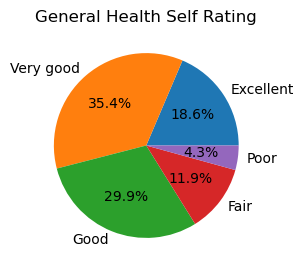 General Health Self Rating
Very good
Excellent
35.4%
18.6%
4.3%
Poor
11.9%
29.9%
Fair
Good